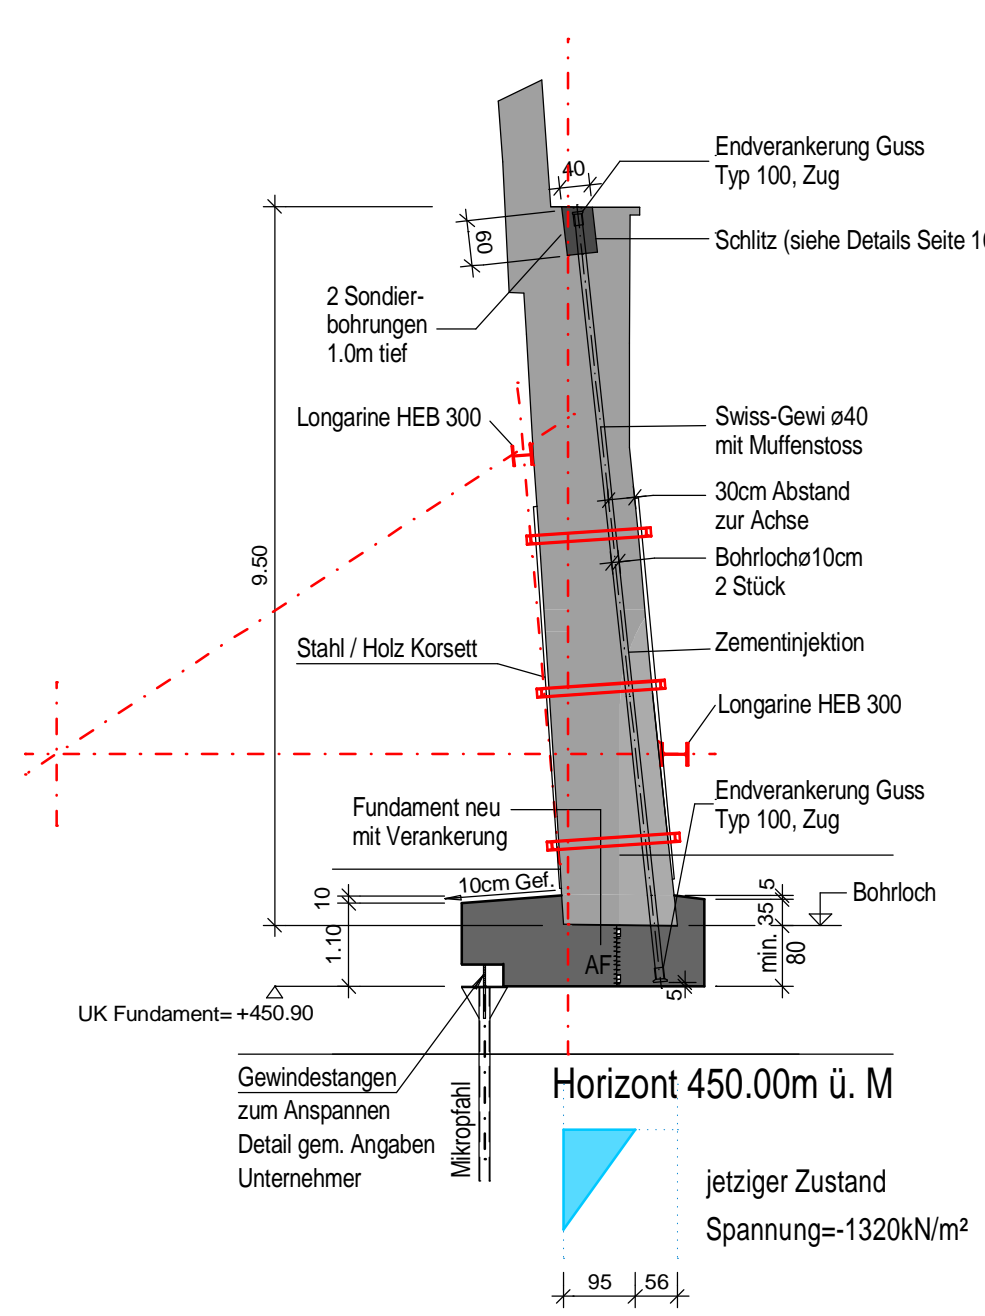 Endverankerung Guss
Typ 100, Zug
40
Schlitz (siehe Details Seite 10
60
2 Sondier-
bohrungen
1.0m tief
Longarine HEB 300
Swiss-Gewi ø40
mit Muffenstoss
30cm Abstand
zur Achse
9.50
Bohrlochø10cm
2 Stück
Stahl / Holz Korsett
Zementinjektion
Longarine HEB 300
Fundament neu
mit Verankerung
Endverankerung Guss
Typ 100, Zug
10cm Gef.
10
5
Bohrloch
1.10
min. 35
80
AF
5
UK Fundament= +450.90
Gewindestangen
zum Anspannen
Detail gem. Angaben
Unternehmer
Mikropfahl
Horizont 450.00m ü. M
jetziger Zustand
Spannung=-1320kN/m²
95
56